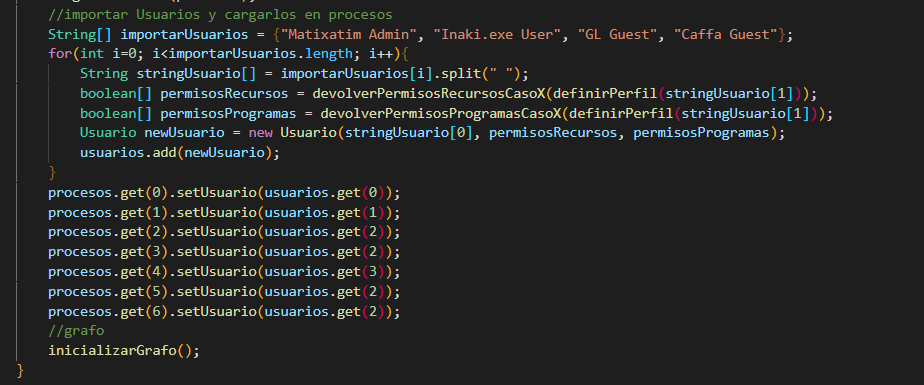 //importar Usuarios y cargarlos en procesos
String[] importarUsuarios = {"Matixatim Admin", "Inaki.exe User", "GL Guest", "Caffa Guest"};
for(int i=0; i<importarUsuarios.length; i++){
String stringUsuario[] = importarUsuarios[i].split(" ");
boolean[] permisosRecursos = devolverPermisosRecursosCasoX(definirPerfil(stringUsuario[1]));
boolean[] permisosProgramas = devolverPermisosProgramasCasoX(definirPerfil(stringUsuario[1]));
Usuario newUsuario = new Usuario(stringUsuario[0], permisosRecursos, permisosProgramas);
usuarios.add(newUsuario);
}
procesos.get(0).setUsuario(usuarios.get(0));
procesos.get(1).setUsuario(usuarios.get(1));
procesos.get(2).setUsuario(usuarios.get(2));
procesos.get(3).setUsuario(usuarios.get(2));
procesos.get(4).setUsuario(usuarios.get(3));
procesos.get(5).setUsuario(usuarios.get(2));
procesos.get(6).setUsuario(usuarios.get(2));
//grafo
inicializarGrafo();
}